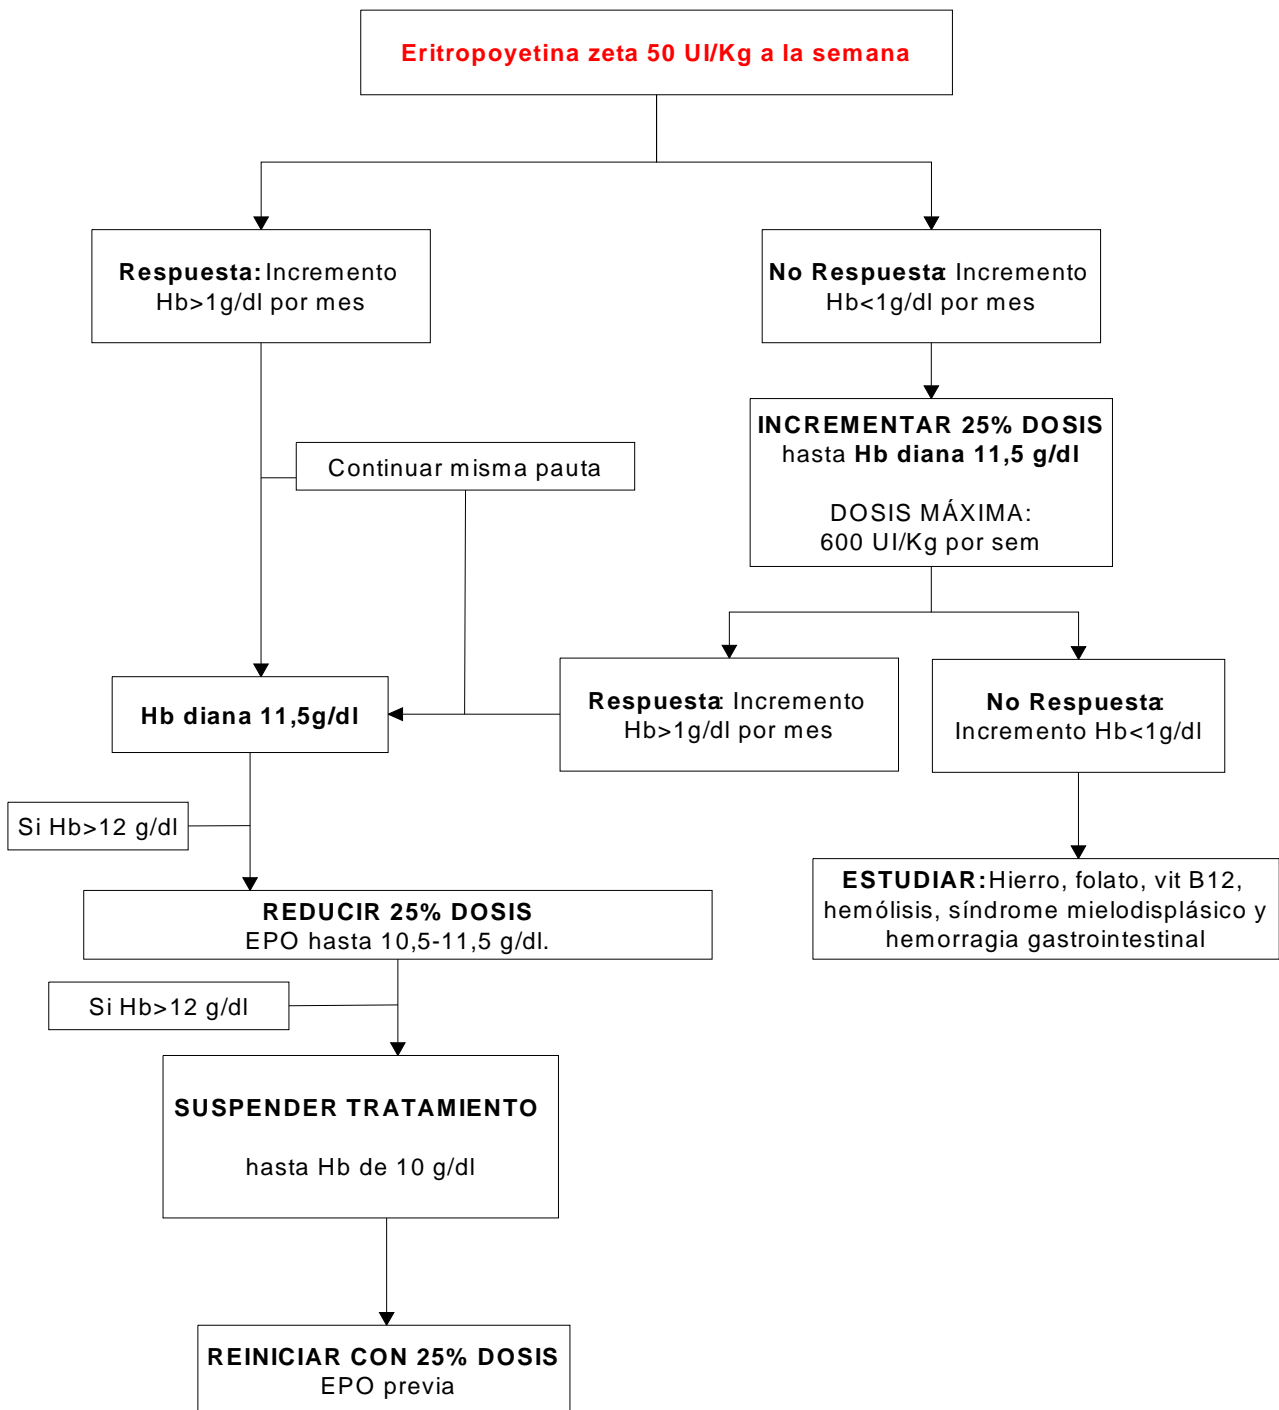 Eritropoyetina zeta 50 UI/Kg a la semana
Respuesta: Incremento
Hb>1g/dl por mes
No Respuesta: Incremento
Hb<1g/dl por mes
INCREMENTAR 25% DOSIS
hasta Hb diana 11,5 g/dl
DOSIS MÁXIMA:
600 UI/Kg por sem
Continuar misma pauta
Respuesta: Incremento
Hb>1g/dl por mes
No Respuesta:
Incremento Hb<1g/dl
Hb diana 11,5g/dl
Si Hb>12 g/dl
REDUCIR 25% DOSIS
EPO hasta 10,5-11,5 g/dl.
ESTUDIAR: Hierro, folato, vit B12,
hemólisis, síndrome mielodisplásico y
hemorragia gastrointestinal
Si Hb>12 g/dl
SUSPENDER TRATAMIENTO
hasta Hb de 10 g/dl
REINICIAR CON 25% DOSIS
EPO previa